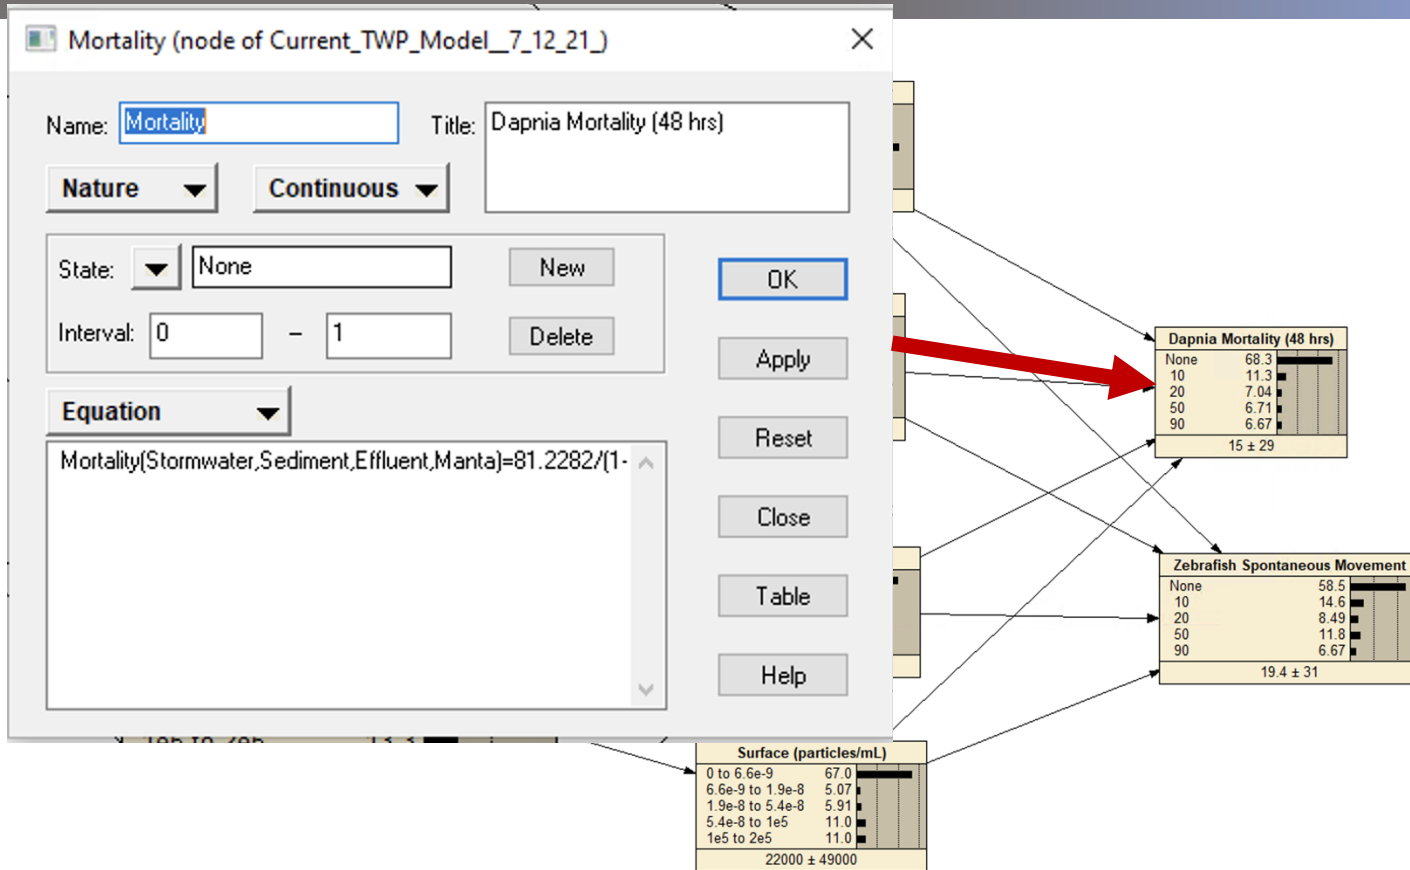 Mortality (node of Current_TWP_Model__7_12_21_)
Name: Mortality
Title: Dapnia Mortality (48 hrs)
Nature
Continuous
State: None
New
Interval: 0 – 1
Delete
Equation
Mortality(Stormwater,Sediment,Effluent,Manta)=81.2282/(1-
OK
Apply
Reset
Close
Table
Help
Dapnia Mortality (48 hrs)
None 68.3
10 11.3
20 7.04
50 6.71
90 6.67
15 ± 29
Zebrafish Spontaneous Movement
None 58.5
10 14.6
20 8.49
50 11.8
90 6.67
19.4 ± 31
1e5 to 2e5 13.3
Surface (particles/mL)
0 to 6.6e-9 67.0
6.6e-9 to 1.9e-8 5.07
1.9e-8 to 5.4e-8 5.91
5.4e-8 to 1e5 11.0
1e5 to 2e5 11.0
22000 ± 49000